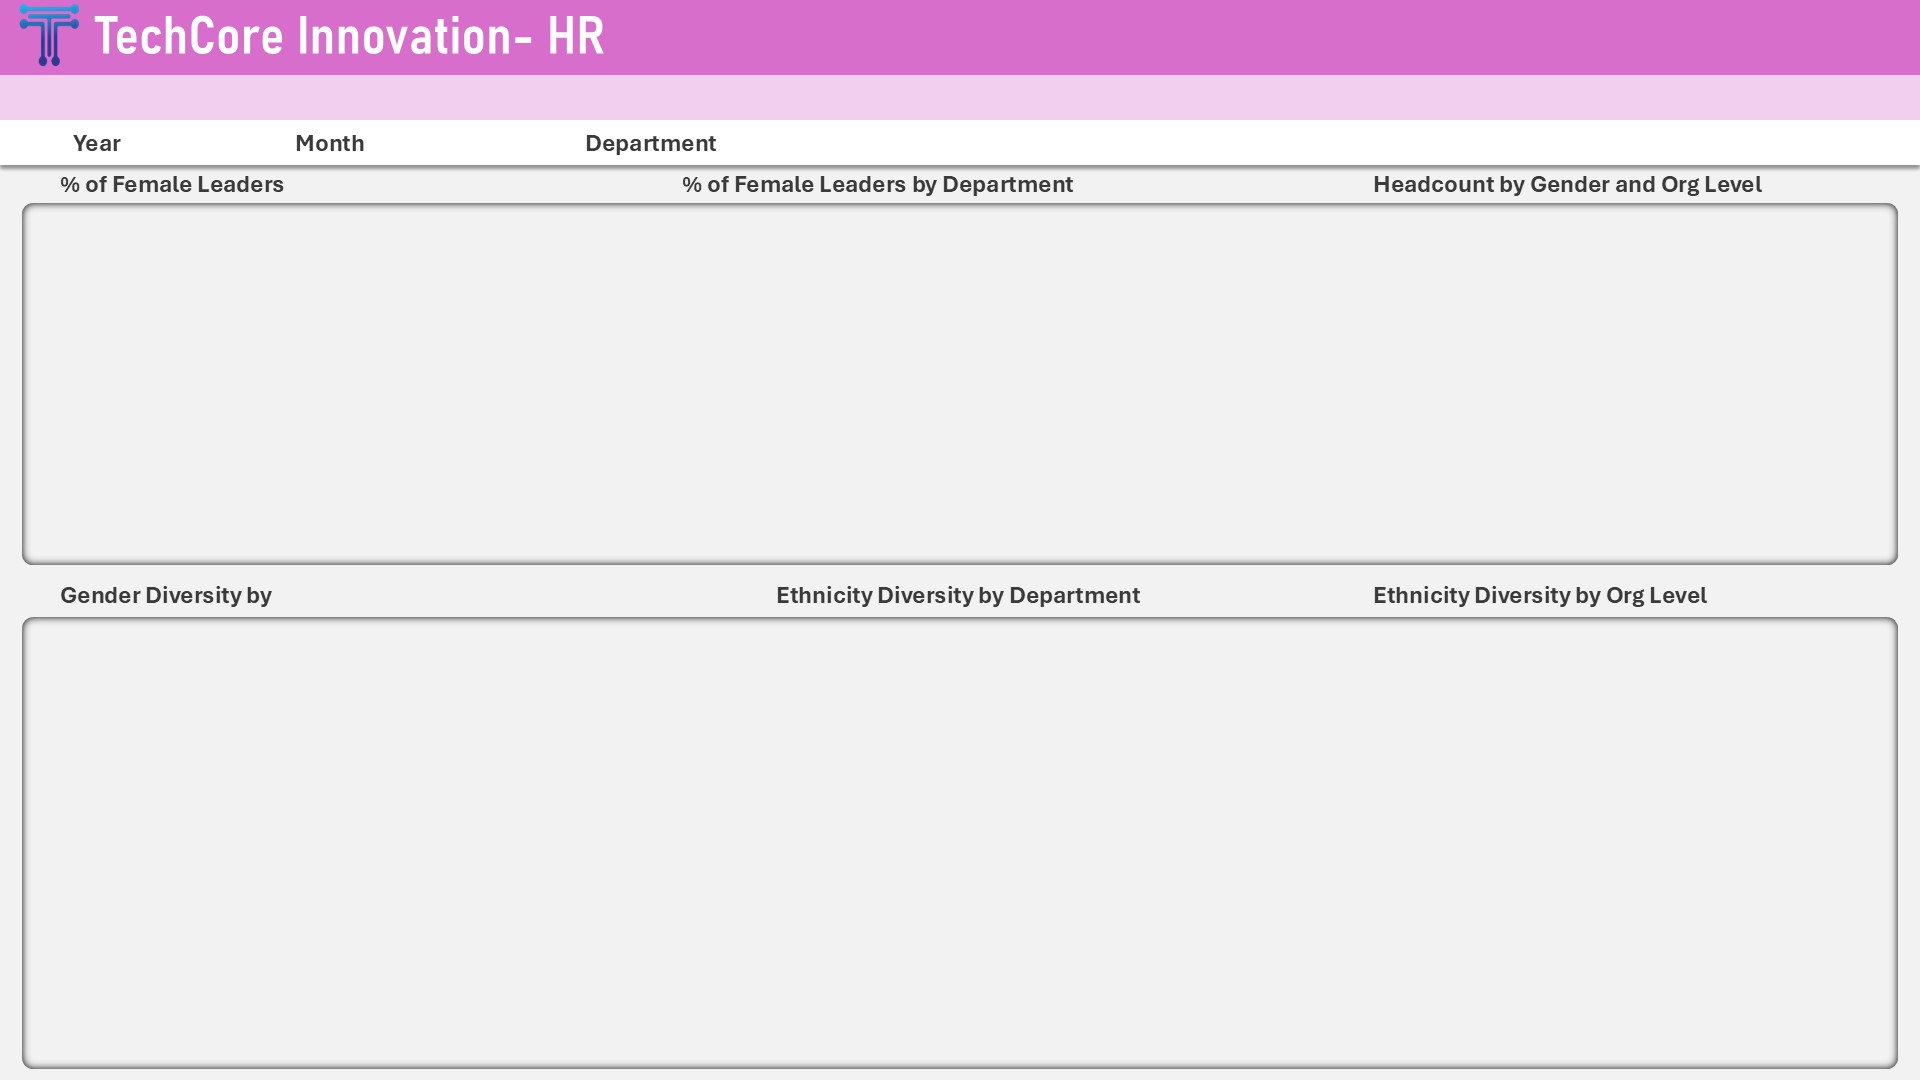 TechCore Innovation- HR
Year Month Department
% of Female Leaders % of Female Leaders by Department Headcount by Gender and Org Level
Gender Diversity by Ethnicity Diversity by Department Ethnicity Diversity by Org Level